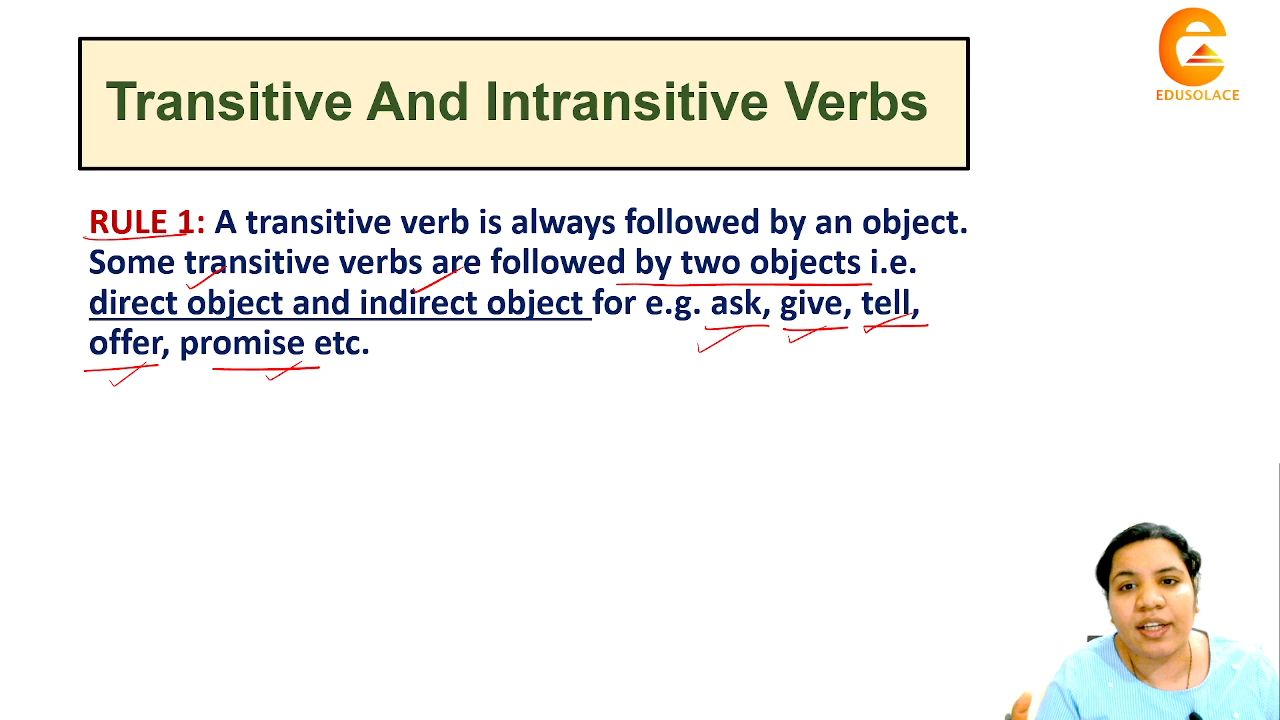 Transitive And Intransitive Verbs
EDUSOLACE
RULE 1: A transitive verb is always followed by an object.
Some transitive verbs are followed by two objects i.e.
direct object and indirect object for e.g. ask, give, tell,
offer, promise etc.